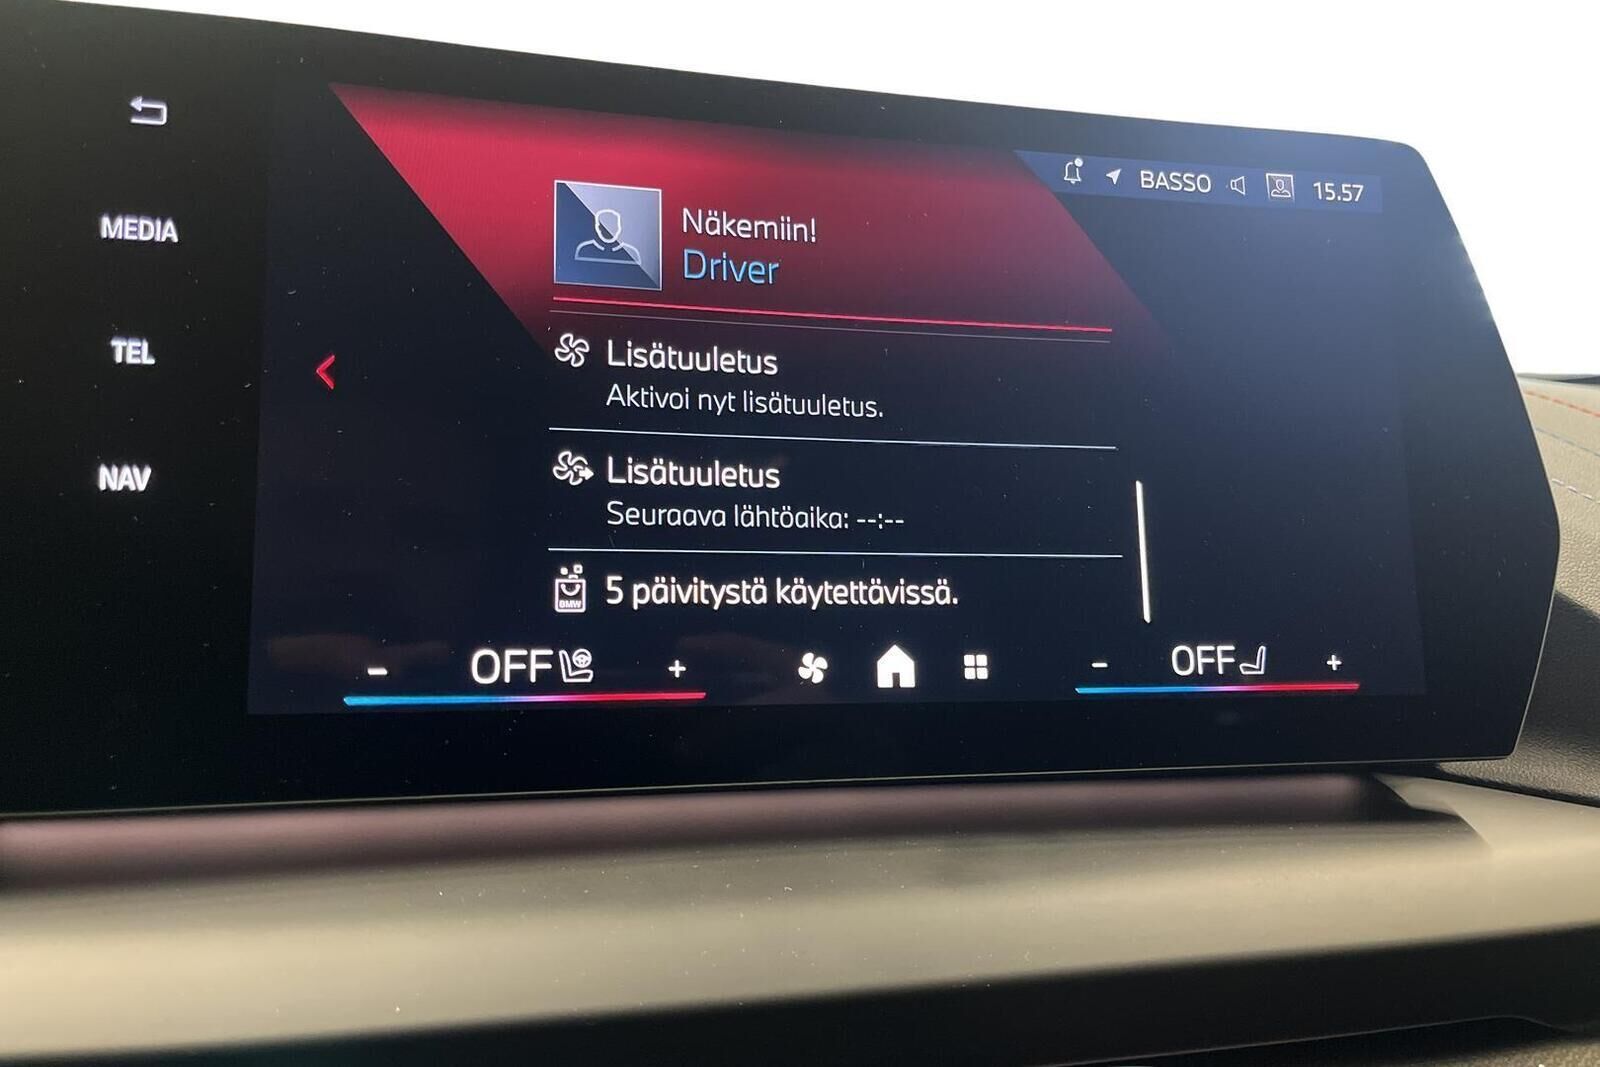 MEDIA
TEL
NAV
BASSO 15.57
Näkemiin!
Driver
Lisätuuletus
Aktivoi nyt lisätuuletus.
Lisätuuletus
Seuraava lähtöaika: --:--
BMW 5 päivitystä käytettävissä.
- OFF + - OFF +